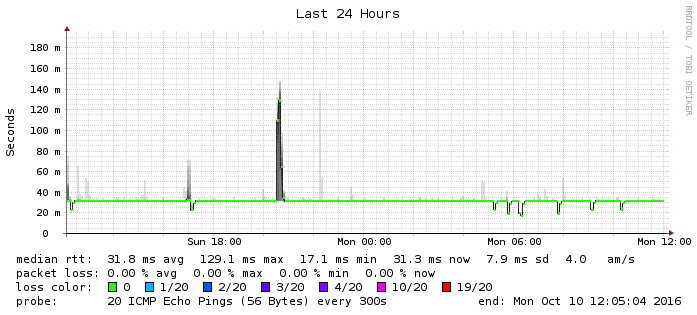 Last 24 Hours
RRDTOOL / TOBI OETIKER
Seconds
180 m
160 m
140 m
120 m
100 m
80 m
60 m
40 m
20 m
0
Sun 18:00 Mon 00:00 Mon 06:00 Mon 12:00
median rtt: 31.8 ms avg 129.1 ms max 17.1 ms min 31.3 ms now 7.9 ms sd 4.0 am/s
packet loss: 0.00 % avg 0.00 % max 0.00 % min 0.00 % now
loss color: 0 1/20 2/20 3/20 4/20 10/20 19/20
probe: 20 ICMP Echo Pings (56 Bytes) every 300s end: Mon Oct 10 12:05:04 2016